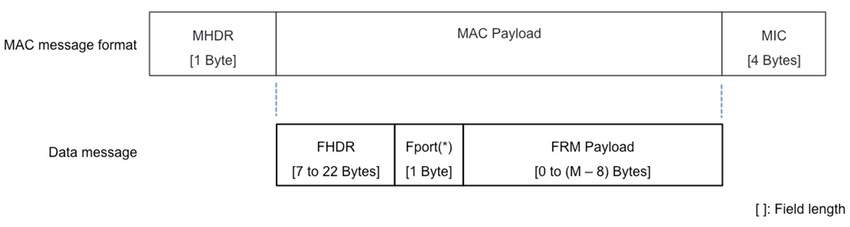 MAC message format
MHDR
[1 Byte]
MAC Payload
MIC
[4 Bytes]
Data message
FHDR
[7 to 22 Bytes]
Fport(*)
[1 Byte]
FRM Payload
[0 to (M – 8) Bytes]
[ ]: Field length